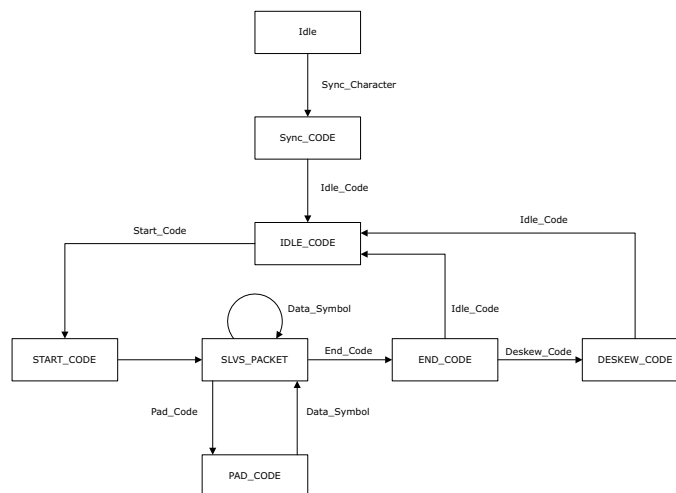 Idle
Sync_Character
Sync_CODE
Idle_Code
Idle_Code
Start_Code
IDLE_CODE
Data_Symbol
Idle_Code
START_CODE
SLVS_PACKET
End_Code
END_CODE
Deskew_Code
DESKEW_CODE
Pad_Code
Data_Symbol
PAD_CODE